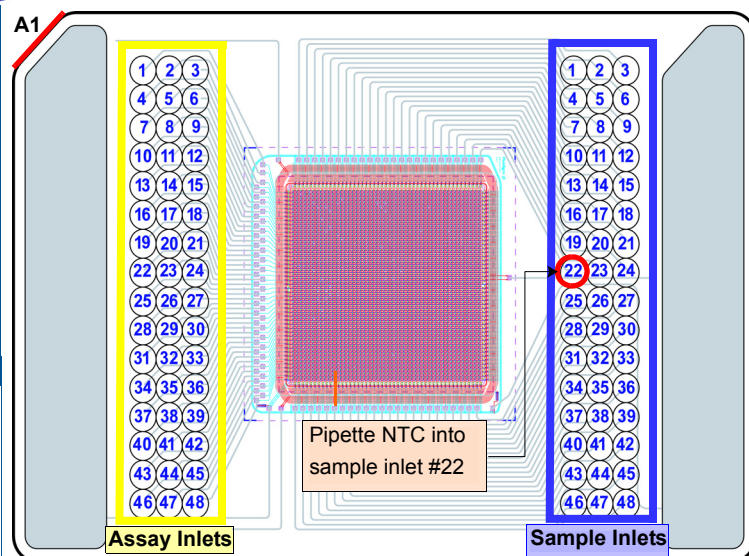 A1
1 2 3 1 2 3
4 5 6 4 5 6
7 8 9 7 8 9
10 11 12 10 11 12
13 14 15 13 14 15
16 17 18 16 17 18
19 20 21 19 20 21
22 23 24 22 23 24
25 26 27 25 26 27
28 29 30 28 29 30
31 32 33 31 32 33
34 35 36 34 35 36
37 38 39 37 38 39
40 41 42 40 41 42
43 44 45 43 44 45
46 47 48 46 47 48
Pipette NTC into
sample inlet #22
Assay Inlets
Sample Inlets